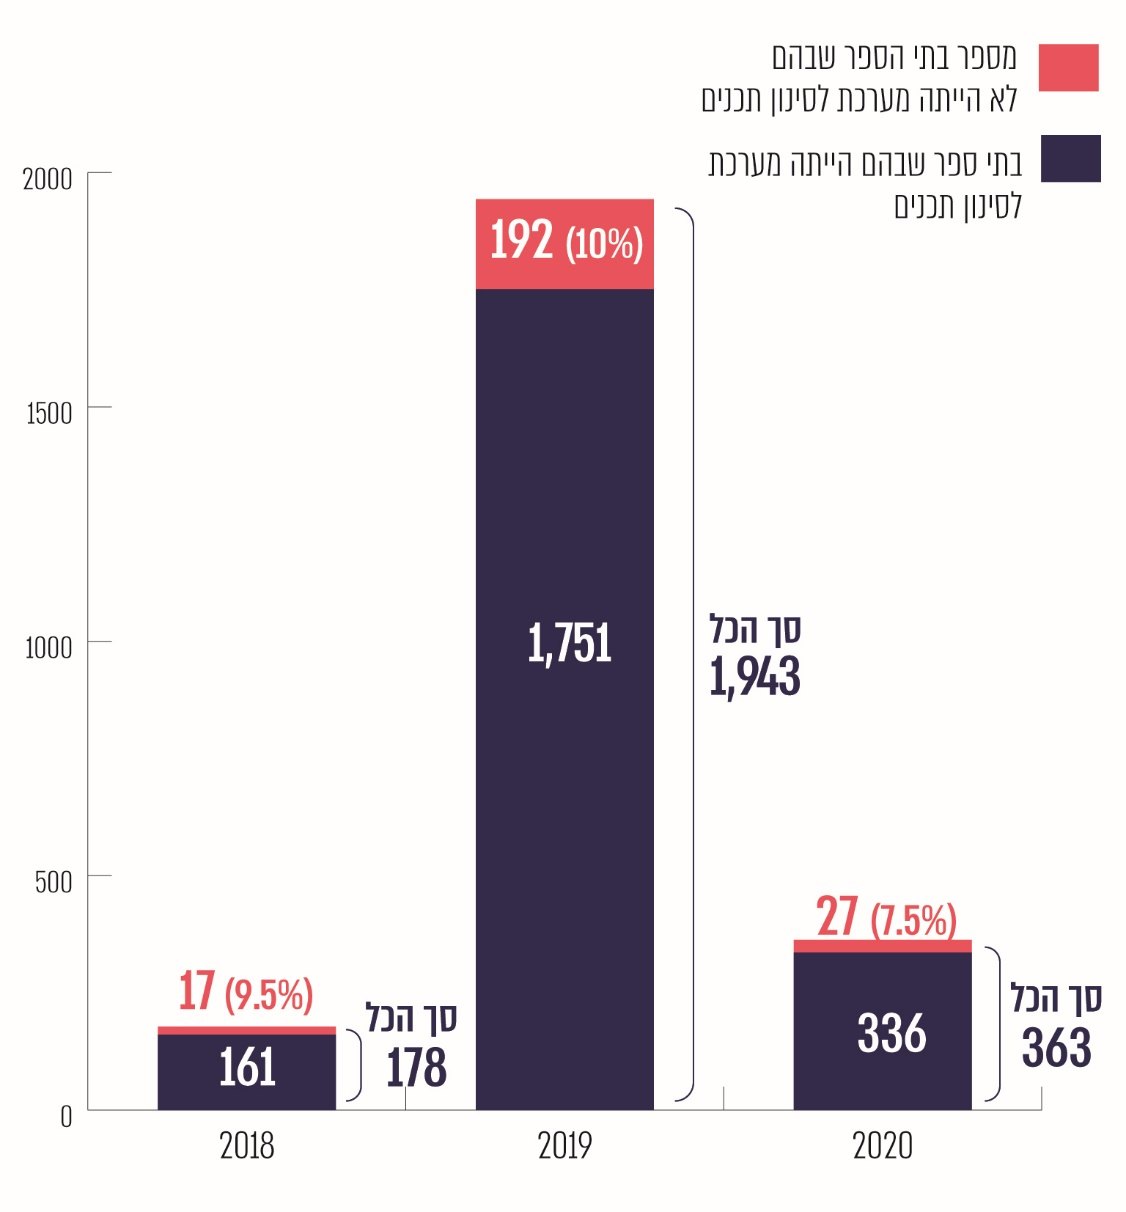 מספר בתי הספר שבהם
לא הייתה מערכת לסינון תכנים
בתי ספר שבהם הייתה מערכת
לסינון תכנים
2000
1500
1000
500
0
17 (9.5%)
161
סך הכל
178
2018
192 (10%)
1,751
סך הכל
1,943
2019
27 (7.5%)
336
סך הכל
363
2020